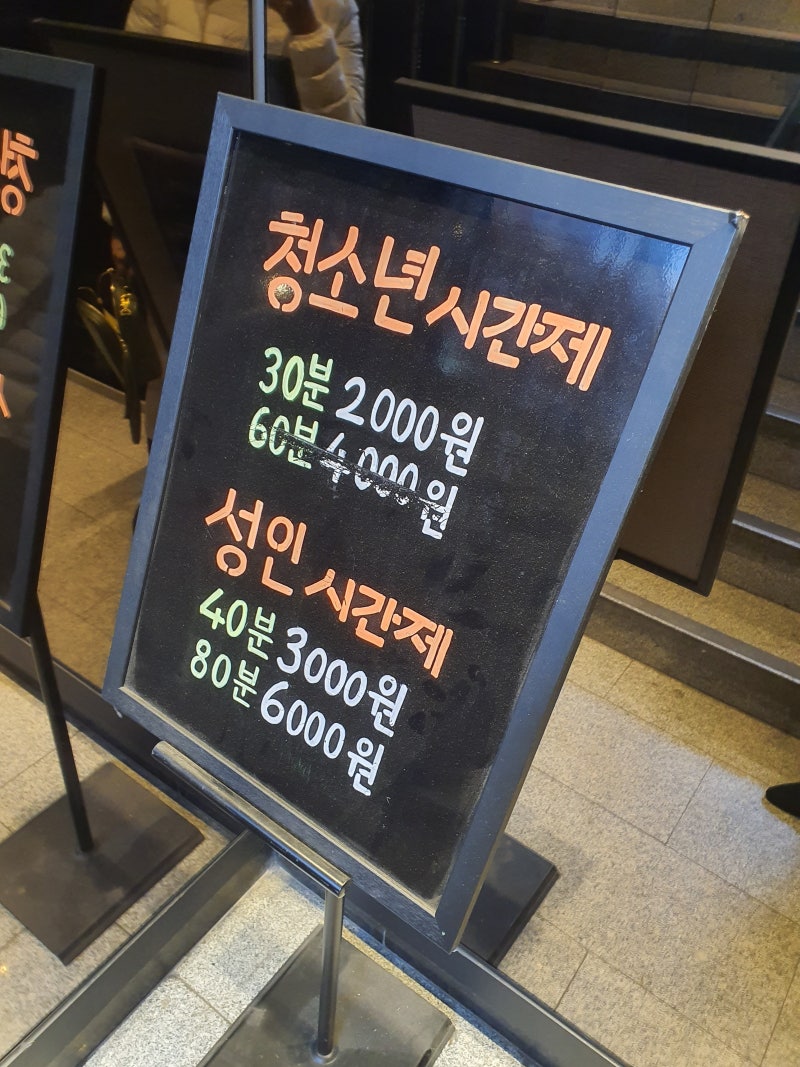 청소년 시간제
30분 2000원
60분 4000원
성인 시간제
40분 3000원
80분 6000원